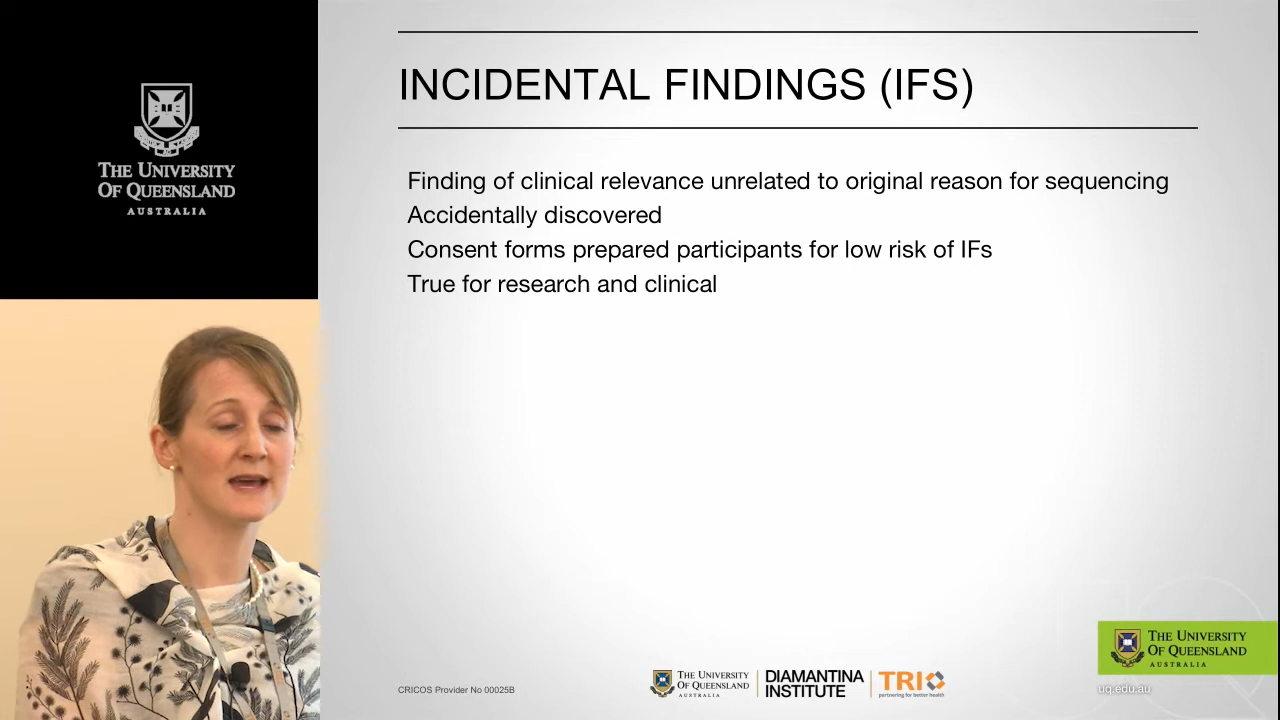 THE UNIVERSITY
OF QUEENSLAND
AUSTRALIA
INCIDENTAL FINDINGS (IFS)
Finding of clinical relevance unrelated to original reason for sequencing
Accidentally discovered
Consent forms prepared participants for low risk of IFs
True for research and clinical
CRICOS Provider No 00025B
THE UNIVERSITY
OF QUEENSLAND
AUSTRALIA
DIAMANTINA
INSTITUTE
TRI
partnering for better health
THE UNIVERSITY
OF QUEENSLAND
AUSTRALIA
uq.edu.au